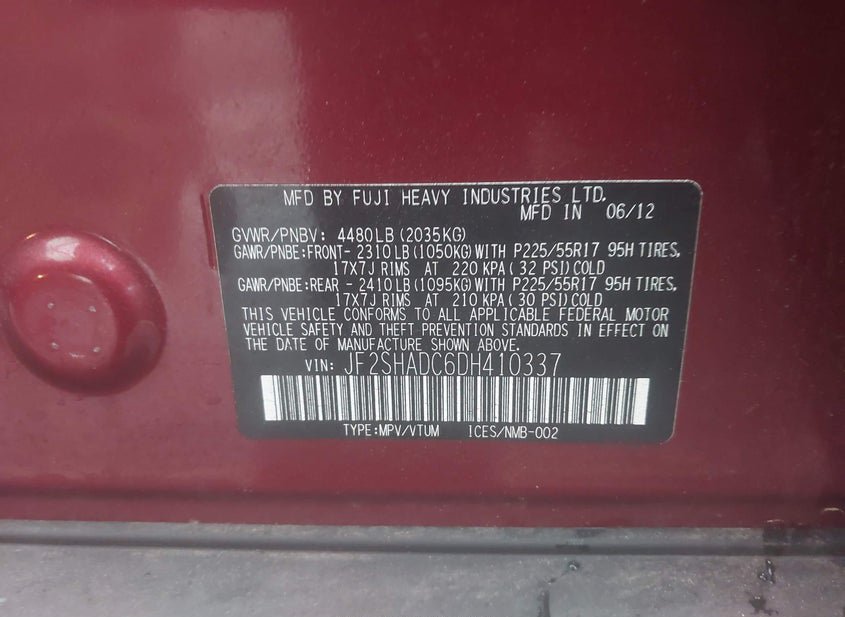 MFD BY FUJI HEAVY INDUSTRIES LTD.
MFD IN 06/12
GVWR/PNBV: 4480LB (2035KG)
GAWR/PNBE:FRONT- 2310LB (1050KG) WITH P225/55R17 95H TIRES,
17X7J RIMS AT 220 KPA ( 32 PSI) COLD
GAWR/PNBE:REAR - 2410LB (1095KG) WITH P225/55R17 95H TIRES,
17X7J RIMS AT 210 KPA ( 30 PSI) COLD
THIS VEHICLE CONFORMS TO ALL APPLICABLE FEDERAL MOTOR
VEHICLE SAFETY AND THEFT PREVENTION STANDARDS IN EFFECT ON
THE DATE OF MANUFACTURE SHOWN ABOVE.
VIN: JF2SHADC6DH410337
TYPE:MPV/VTUM ICES/NMB-002